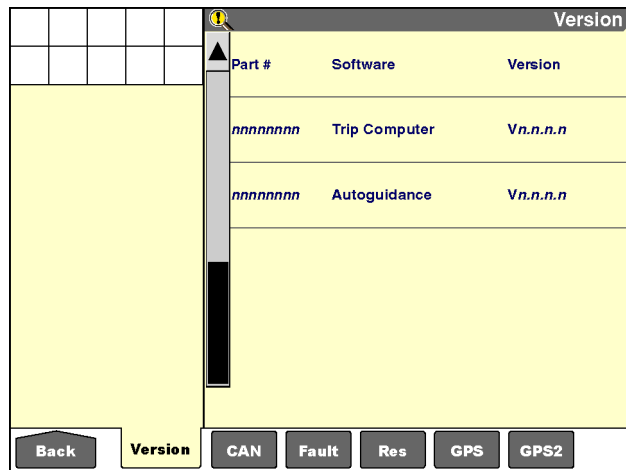 Version
Part # Software Version
nnnnnnnn Trip Computer Vn.n.n.n
nnnnnnnn Autoguidance Vn.n.n.n
Back Version CAN Fault Res GPS GPS2